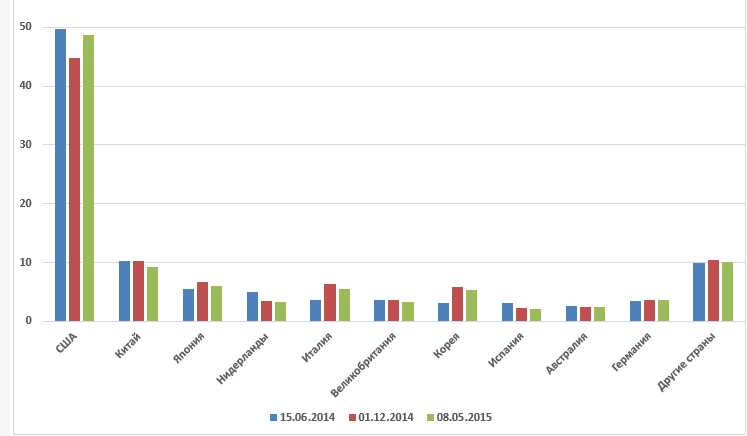 50
40
30
20
10
0
США
Китай
Япония
Нидерланды
Италия
Великобритания
Корея
Испания
Австралия
Германия
Другие страны
15.06.2014 01.12.2014 08.05.2015